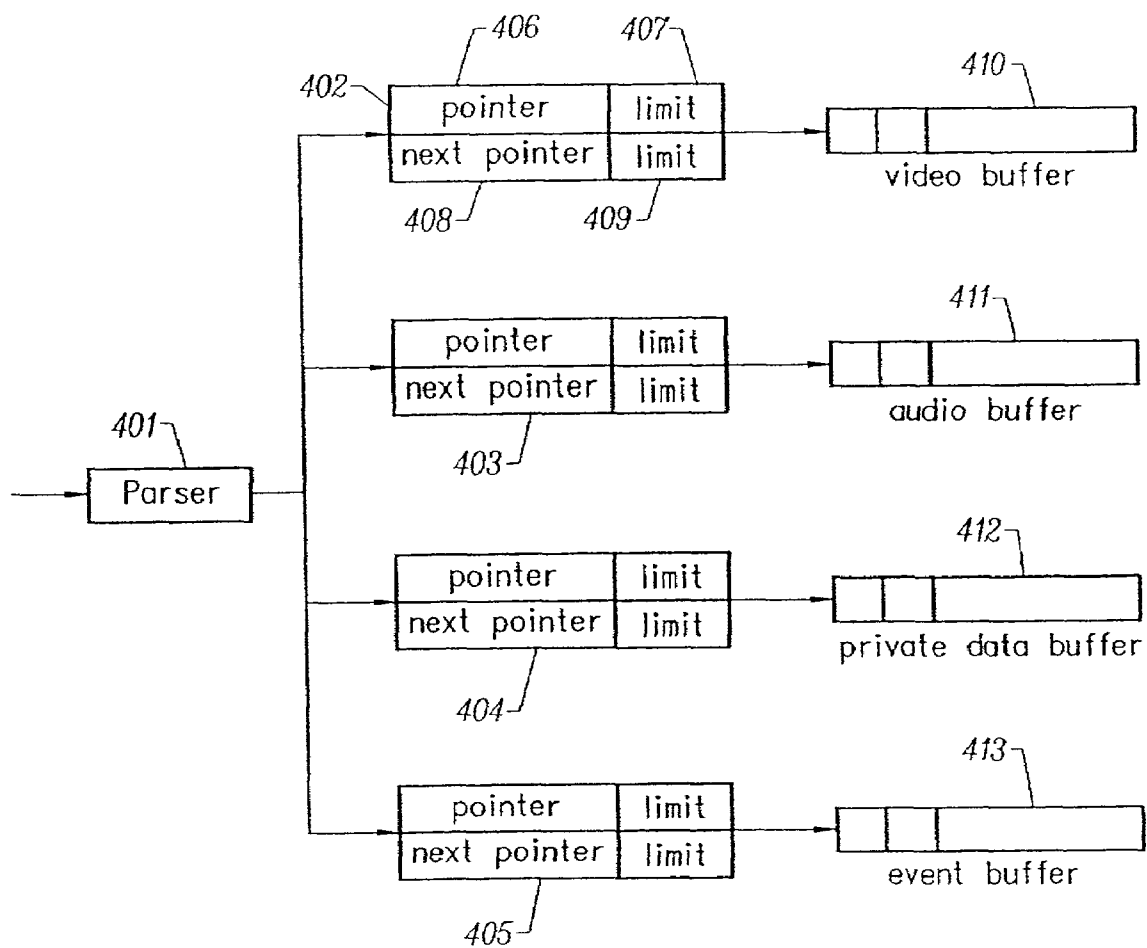 406 407 410
402 pointer limit
next pointer limit
video buffer
408 409
411
pointer limit
next pointer limit
audio buffer
401 403
Parser
412
pointer limit
next pointer limit
private data buffer
404
413
pointer limit
next pointer limit
event buffer
405